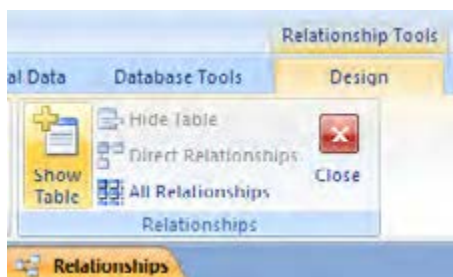 Relationship Tools
al Data Database Tools Design
Hide Table
Direct Relationships
Show Table
All Relationships
Close
Relationships
Relationships